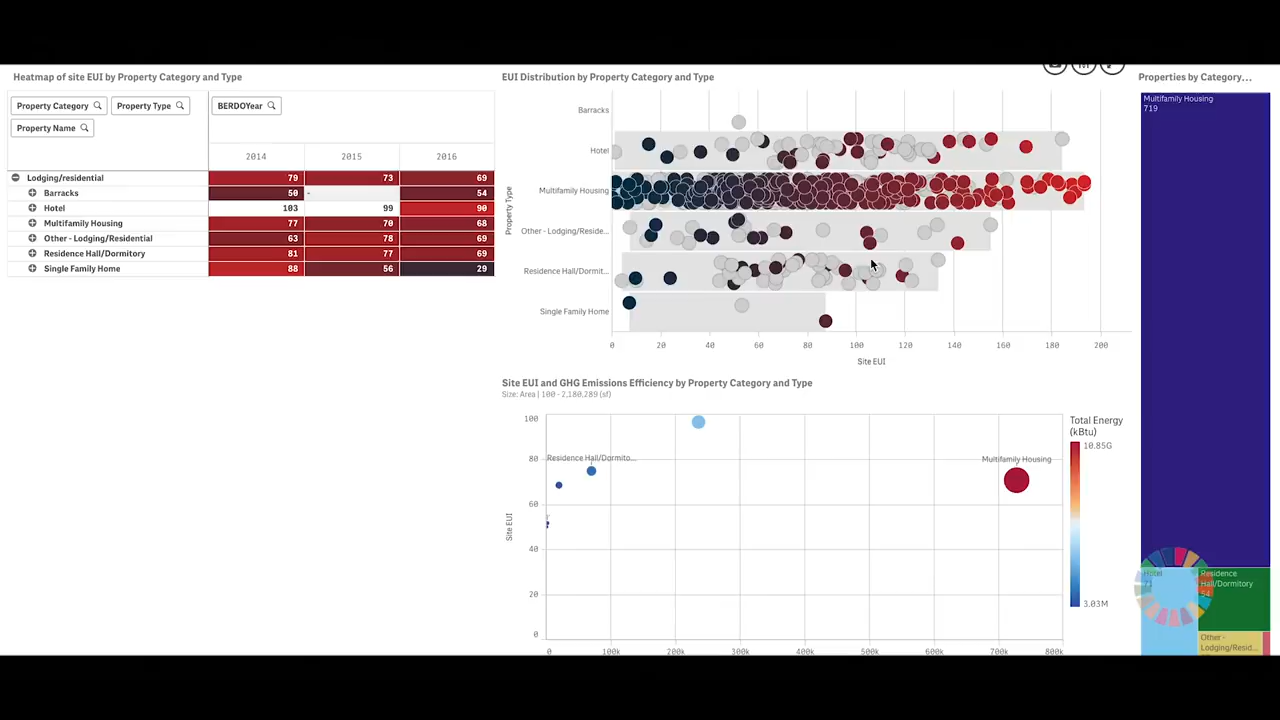 Heatmap of site EUI by Property Category and Type
Property Category
Property Type
BERDOYear
Property Name
2014 2015 2016
Lodging/residential 79 73 69
Barracks 50 - 54
Hotel 103 99 90
Multifamily Housing 77 70 68
Other - Lodging/Residential 63 78 69
Residence Hall/Dormitory 81 77 69
Single Family Home 88 56 29
EUI Distribution by Property Category and Type
Property Type
Barracks
Hotel
Multifamily Housing
Other - Lodging/Reside...
Residence Hall/Dormit...
Single Family Home
0 20 40 60 80 100 120 140 160 180 200
Site EUI
Site EUI and GHG Emissions Efficiency by Property Category and Type
Size: Area | 100 - 2,180,289 (sf)
Site EUI
100
80
60
40
20
0
Residence Hall/Dormito...
Multifamily Housing
0 100k 200k 300k 400k 500k 600k 700k 800k
Total Energy
(kBtu)
10.85G
3.03M
Properties by Category...
Multifamily Housing
719
Hotel
71
Residence
Hall/Dormitory
54
Other -
Lodging/Resid...